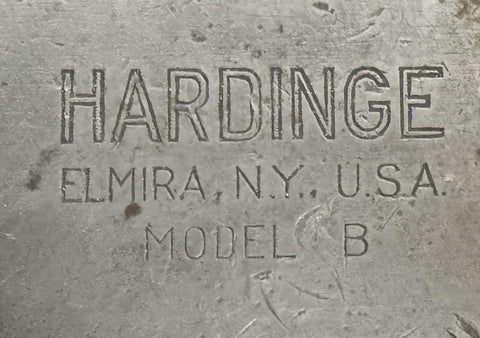 HARDINGE
ELMIRA, N.Y., U.S.A.
MODEL B